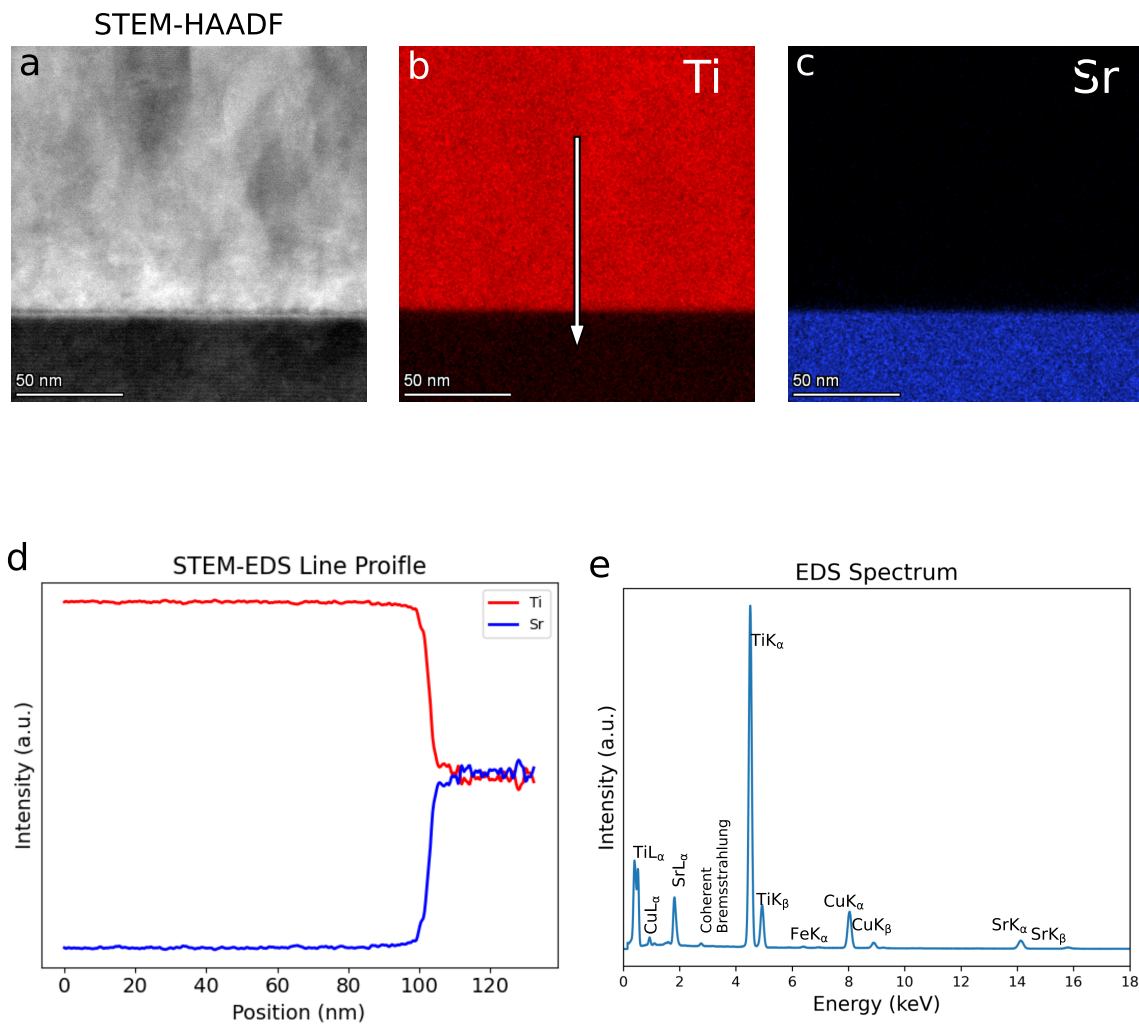 STEM-HAADF
a
b
Ti
c
Sr
50 nm
50 nm
50 nm
d
STEM-EDS Line Proifle
Ti
Sr
Intensity (a.u.)
0 20 40 60 80 100 120
Position (nm)
e
EDS Spectrum
TiKα
TiLα
CuLα
SrLα
Coherent
Bremsstrahlung
TiKβ
FeKα
CuKα
CuKβ
SrKα
SrKβ
Intensity (a.u.)
0 2 4 6 8 10 12 14 16 18
Energy (keV)